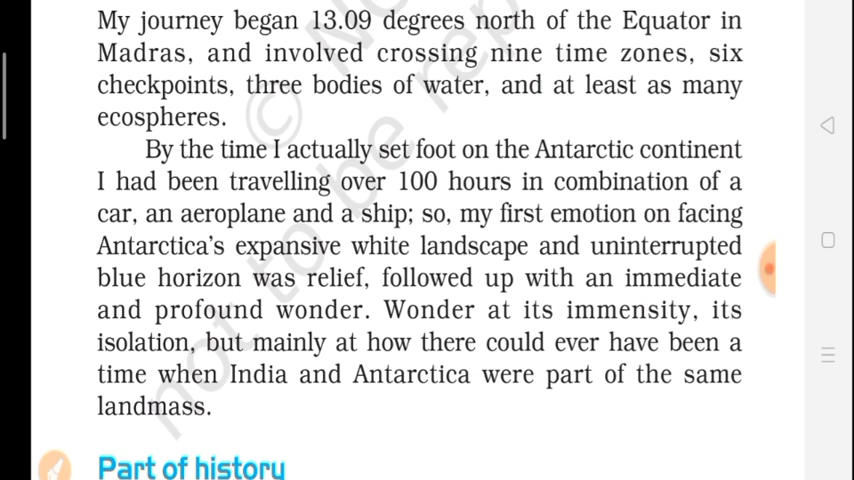 My journey began 13.09 degrees north of the Equator in
Madras, and involved crossing nine time zones, six
checkpoints, three bodies of water, and at least as many
ecospheres.
By the time I actually set foot on the Antarctic continent
I had been travelling over 100 hours in combination of a
car, an aeroplane and a ship; so, my first emotion on facing
Antarctica's expansive white landscape and uninterrupted
blue horizon was relief, followed up with an immediate
and profound wonder. Wonder at its immensity, its
isolation, but mainly at how there could ever have been a
time when India and Antarctica were part of the same
landmass.
Part of history
© N
not to be rep